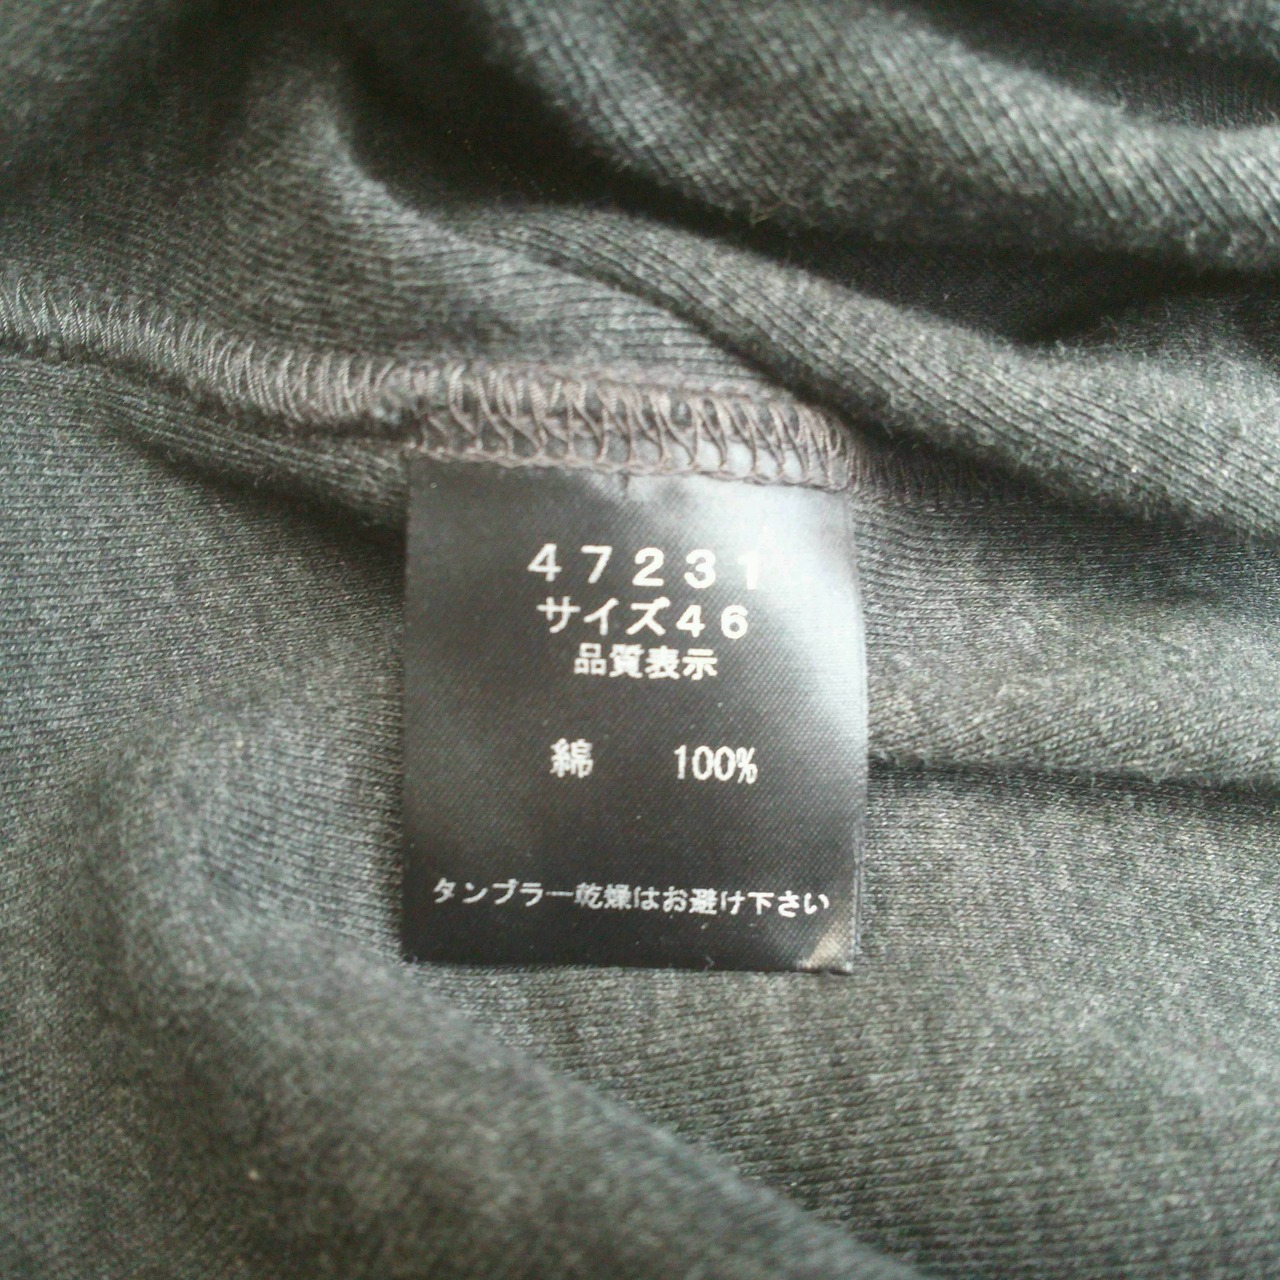 47231
サイズ46
品質表示
綿 100%
タンブラー乾燥はお避け下さい